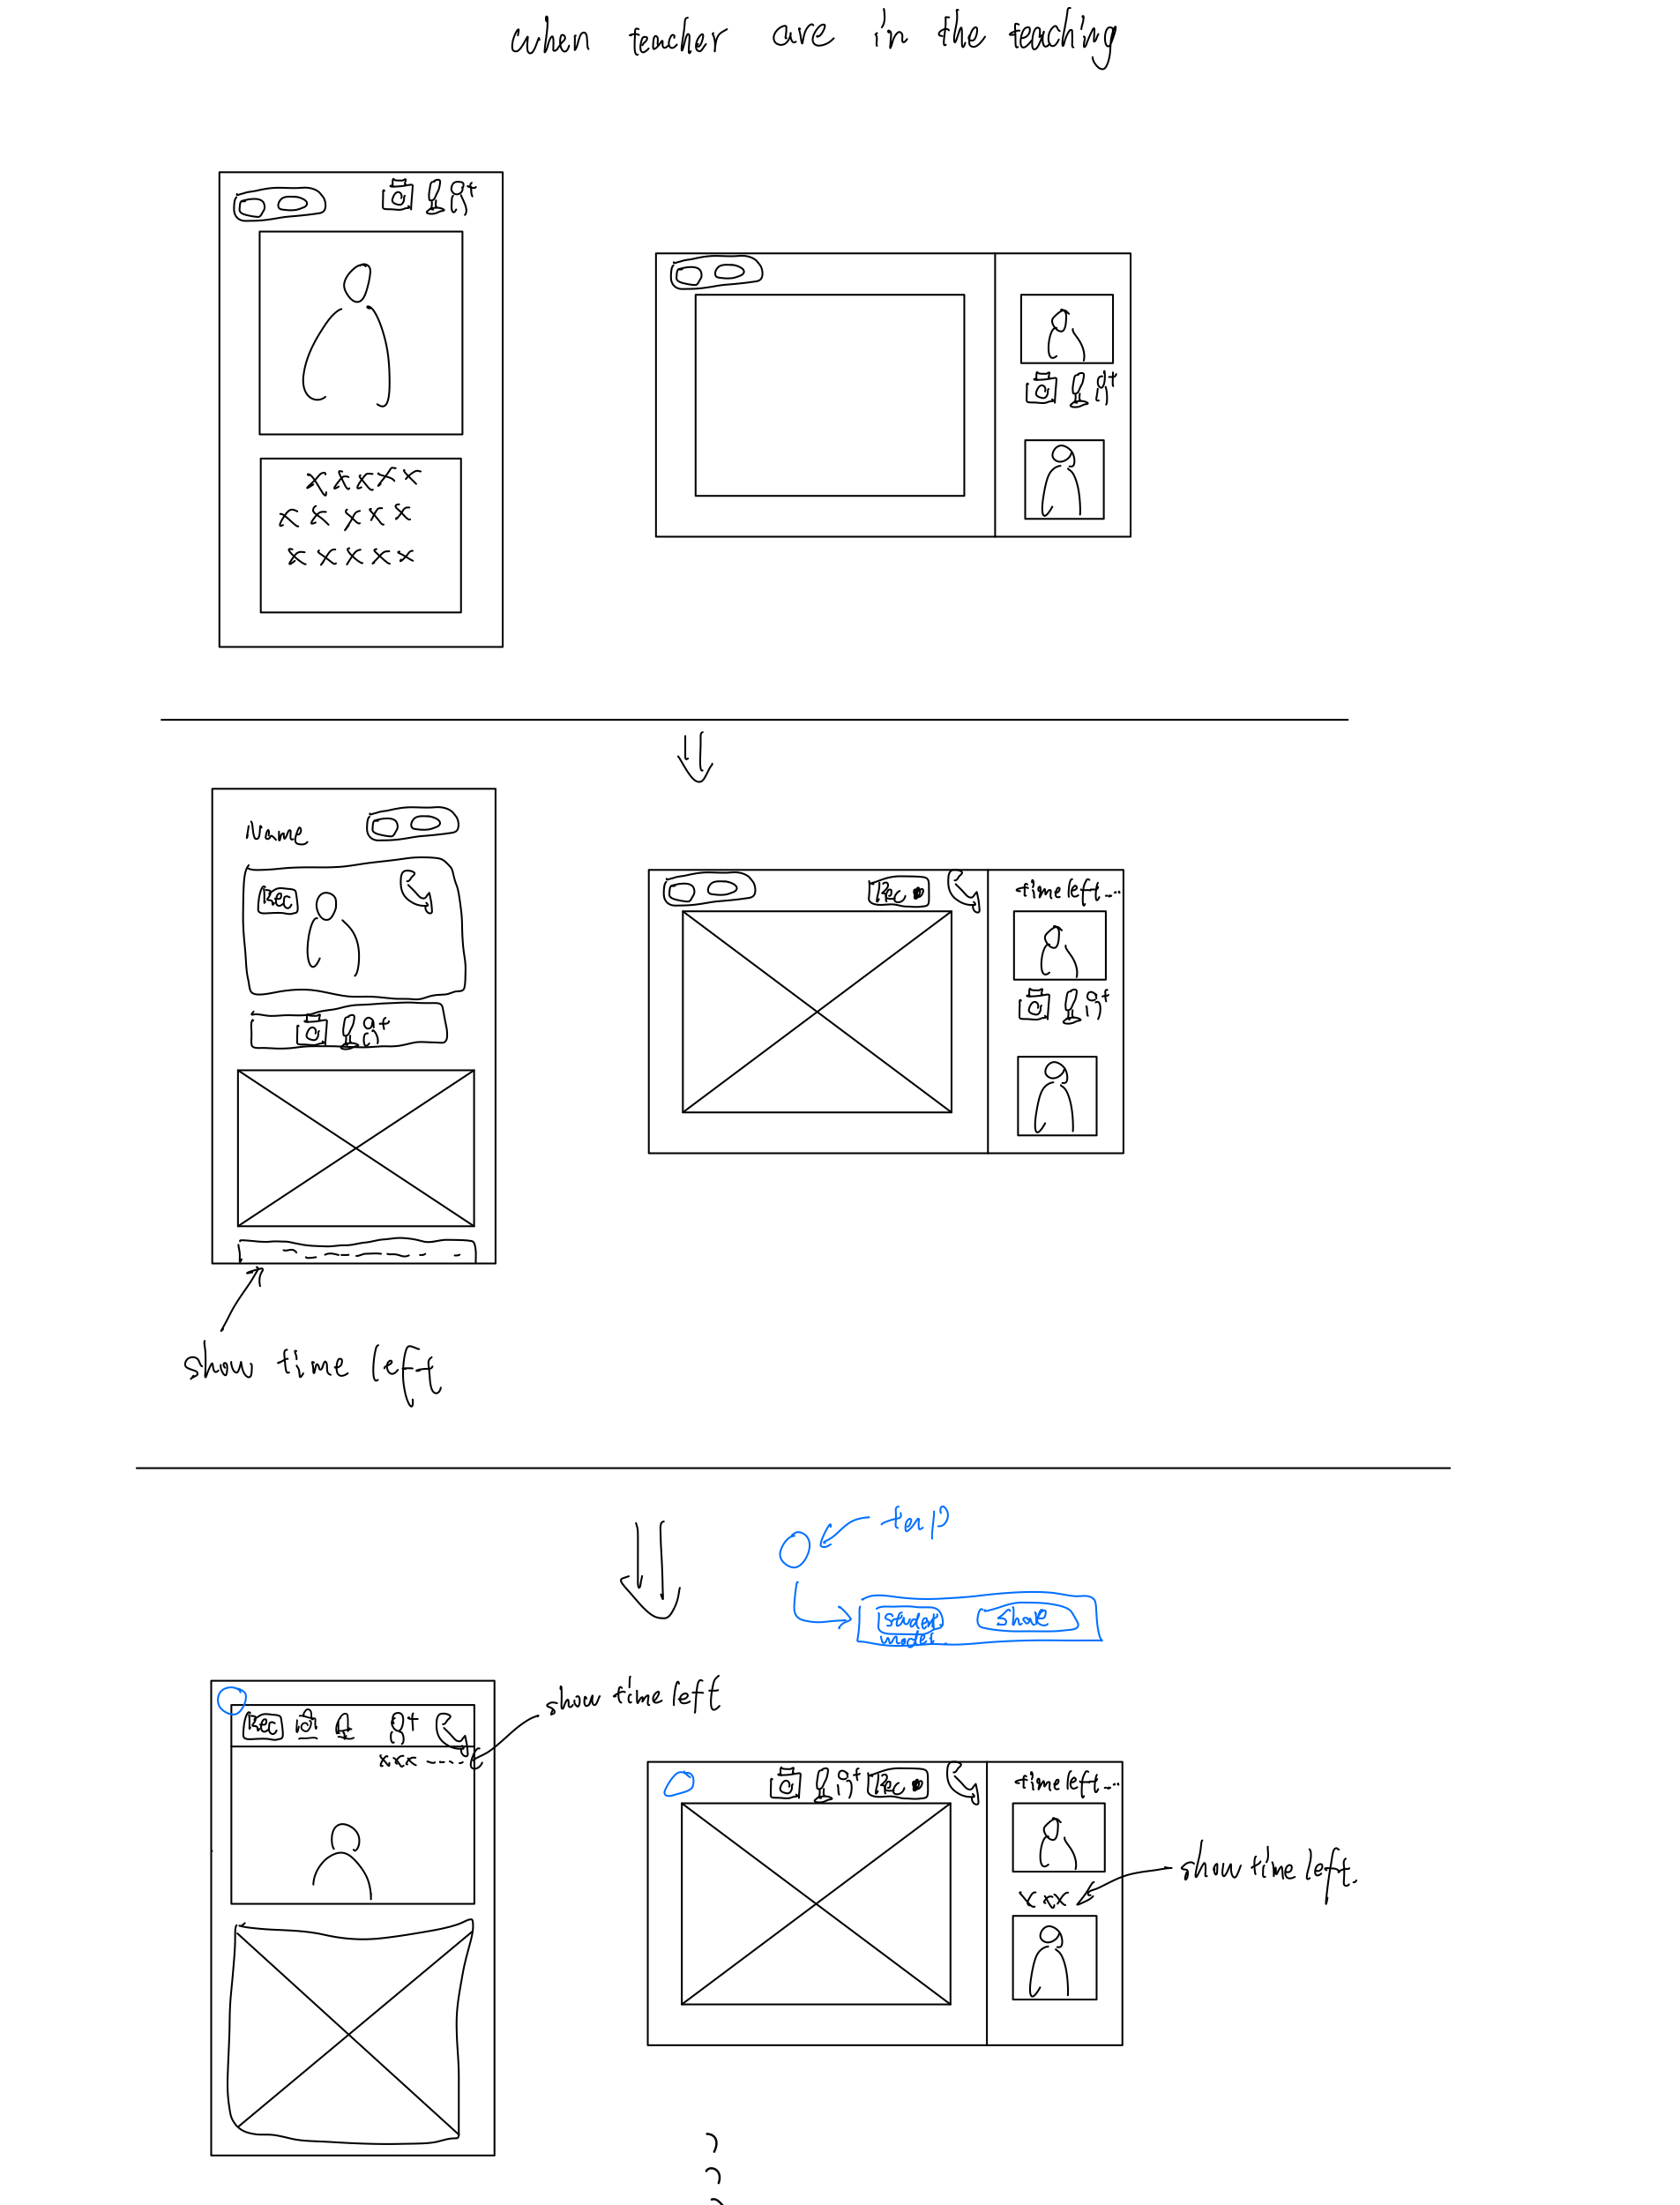 when teacher are in the teaching
xxxxx
xxxxx
xxxxx
Name
Rec
Rec
time left....
show time left
tap
student
model.
share
show time left
Rec
xxx
Rec
time left...
show time left.
xxx